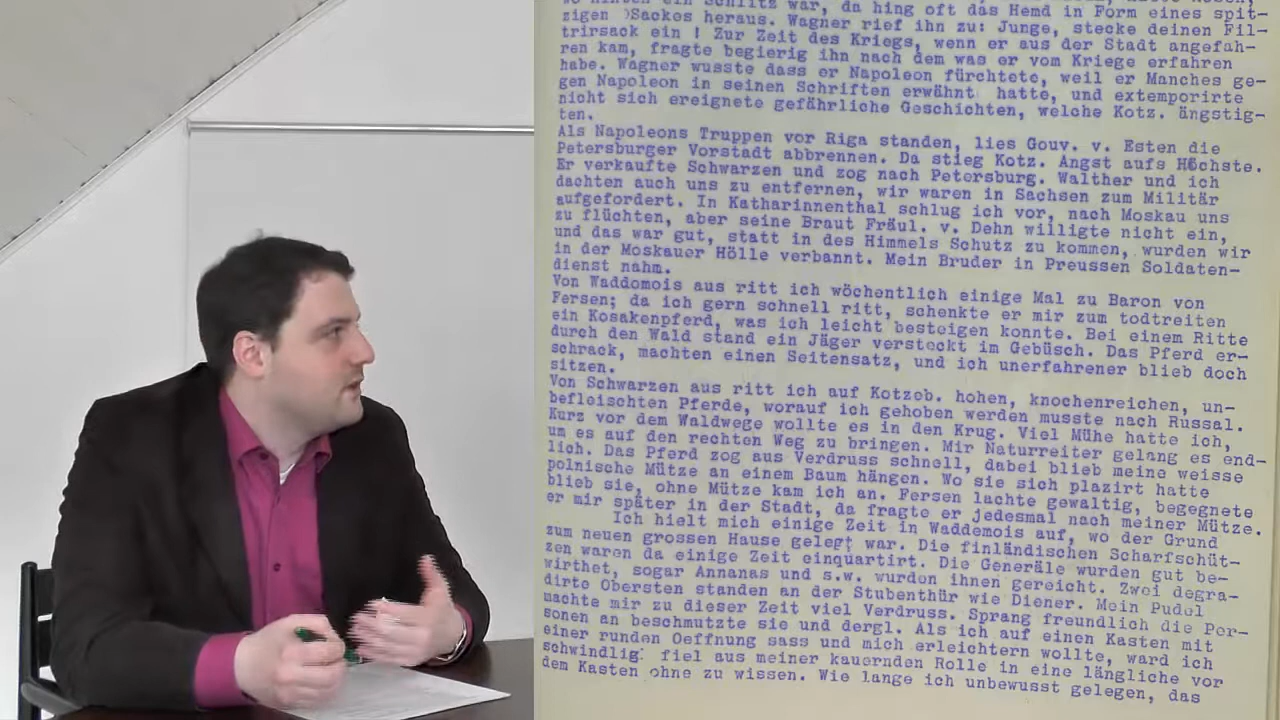 wo hinten ein Schlitz war, da hing oft das Hemd in Form eines spit-
zigen )Sackes heraus. Wagner rief ihn zu: Junge, stecke deinen Fil-
trirsack ein ! Zur Zeit des Kriegs, wenn er aus der Stadt angefah-
ren kam, fragte begierig ihn nach dem was er vom Kriege erfahren
habe. Wagner wusste dass er Napoleon fürchtete, weil er Manches ge-
gen Napoleon in seinen Schriften erwähnt hatte, und extemporirte
nicht sich ereignete gefährliche Geschichten, welche Kotz. ängstig-
ten.
Als Napoleons Truppen vor Riga standen, lies Gouv. v. Esten die
Petersburger Vorstadt abbrennen. Da stieg Kotz. Angst aufs Höchste.
Er verkaufte Schwarzen und zog nach Petersburg. Walther und ich
dachten auch uns zu entfernen, wir waren in Sachsen zum Militär
aufgefordert. In Katharinnenthal schlug ich vor, nach Moskau uns
zu flüchten, aber seine Braut Fräul. v. Dehn willigte nicht ein,
und das war gut, statt in des Himmels Schutz zu kommen, wurden wir
in der Moskauer Hölle verbannt. Mein Bruder in Preussen Soldaten-
dienst nahm.
Von Waddomois aus ritt ich wöchentlich einige Mal zu Baron von
Fersen; da ich gern schnell ritt, schenkte er mir zum todtreiten
ein Kosakenpferd, was ich leicht besteigen konnte. Bei einem Ritte
durch den Wald stand ein Jäger versteckt im Gebüsch. Das Pferd er-
schrack, machten einen Seitensatz, und ich unerfahrener blieb doch
sitzen.
Von Schwarzen aus ritt ich auf Kotzob. hohen, knochenreichen, un-
befleischten Pferde, worauf ich gehoben werden musste nach Russal.
Kurz vor dem Waldwege wollte es in den Krug. Viel Mühe hatte ich,
um es auf den rechten Weg zu bringen. Mir Naturreiter gelang es end-
lich. Das Pferd zog aus Verdruss schnell, dabei blieb meine weisse
polnische Mütze an einem Baum hängen. Wo sie sich plazirt hatte
blieb sie, ohne Mütze kam ich an. Fersen lachte gewaltig, begegnete
er mir später in der Stadt, da fragte er jedesmal nach meiner Mütze.
Ich hielt mich einige Zeit in Waddemois auf, wo der Grund
zum neuen grossen Hause gelegt war. Die finländischen Scharfschüt-
zen waren da einige Zeit einquartirt. Die Generäle wurden gut be-
wirthet, sogar Annanas und s.w. wurden ihnen gereicht. Zwei degra-
dirte Obersten standen an der Stubenthür wie Diener. Mein Pudel
machte mir zu dieser Zeit viel Verdruss. Sprang freundlich die Per-
sonen an beschmutzte sie und dergl. Als ich auf einen Kasten mit
einer runden Oeffnung sass und mich erleichtern wollte, ward ich
schwindlig: fiel aus meiner kauernden Rolle in eine längliche vor
dem Kasten ohne zu wissen. Wie lange ich unbewusst gelegen, das